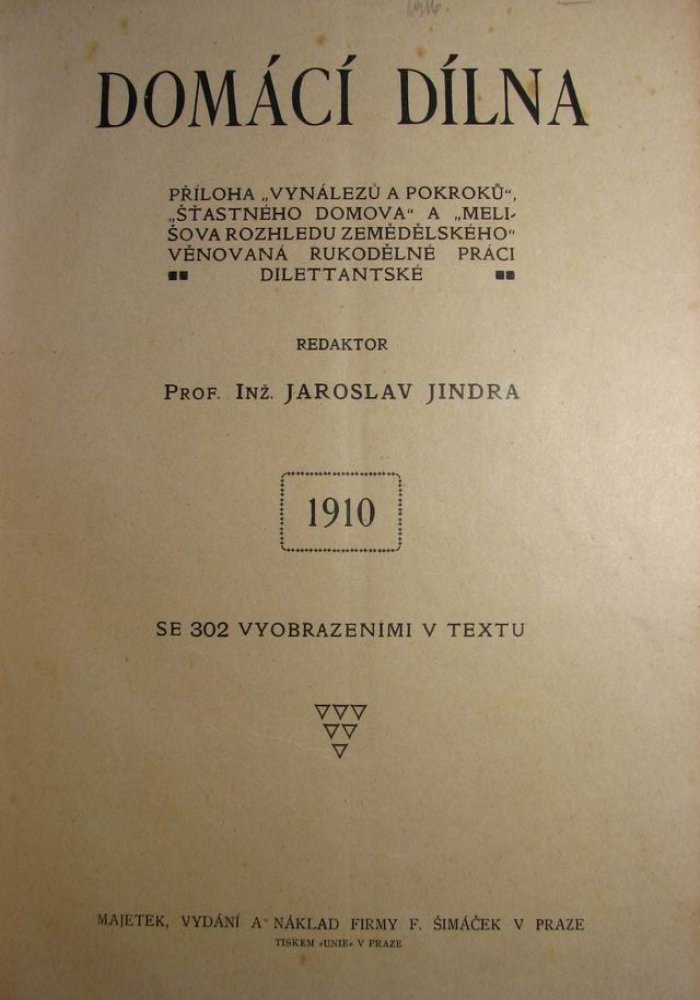 DOMÁCÍ DÍLNA
PŘÍLOHA „VYNÁLEZŮ A POKROKŮ“,
„ŠŤASTNÉHO DOMOVA“ A „MELI-
ŠOVA ROZHLEDU ZEMĚDĚLSKÉHO“
VĚNOVANÁ RUKODĚLNÉ PRÁCI
DILETTANTSKÉ
REDAKTOR
PROF. INŽ. JAROSLAV JINDRA
1910
SE 302 VYOBRAZENÍMI V TEXTU
MAJETEK, VYDÁNÍ A NÁKLAD FIRMY F. ŠIMÁČEK V PRAZE
TISKEM »UNIE« V PRAZE